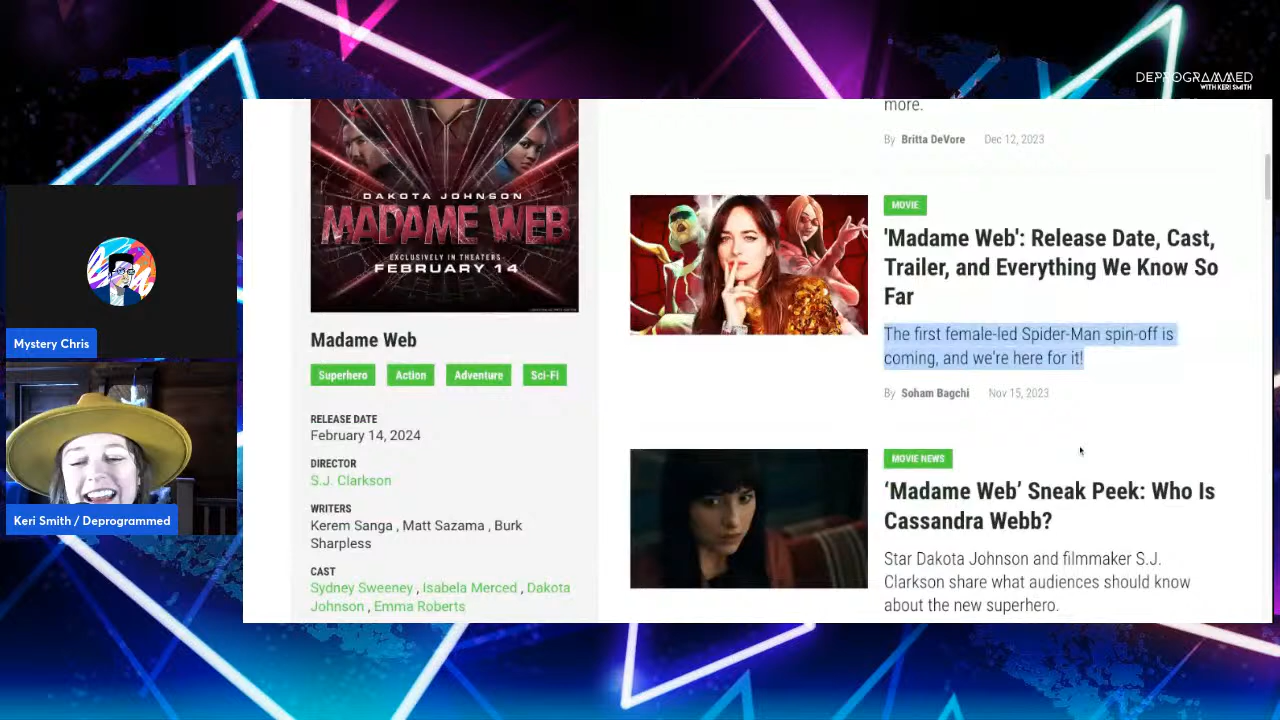 DEPROGRAMMED
WITH KERI SMITH
Mystery Chris
Keri Smith / Deprogrammed
DAKOTA JOHNSON
MADAME WEB
EXCLUSIVELY IN THEATERS
FEBRUARY 14
Madame Web
Superhero
Action
Adventure
Sci-Fi
RELEASE DATE
February 14, 2024
DIRECTOR
S.J. Clarkson
WRITERS
Kerem Sanga , Matt Sazama , Burk
Sharpless
CAST
Sydney Sweeney , Isabela Merced , Dakota
Johnson , Emma Roberts
more.
By Britta DeVore Dec 12, 2023
MOVIE
'Madame Web': Release Date, Cast,
Trailer, and Everything We Know So
Far
The first female-led Spider-Man spin-off is
coming, and we're here for it!
By Soham Bagchi Nov 15, 2023
MOVIE NEWS
‘Madame Web’ Sneak Peek: Who Is
Cassandra Webb?
Star Dakota Johnson and filmmaker S.J.
Clarkson share what audiences should know
about the new superhero.